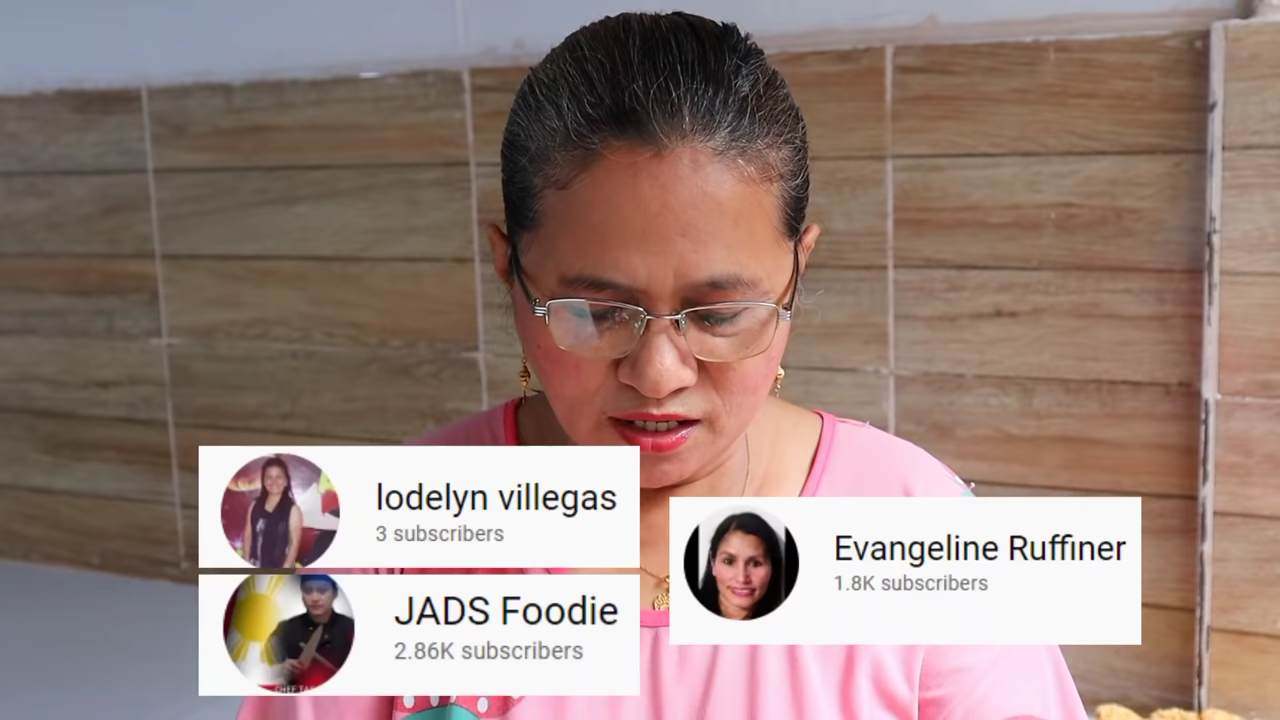 lodelyn villegas
3 subscribers
JADS Foodie
2.86K subscribers
Evangeline Ruffiner
1.8K subscribers